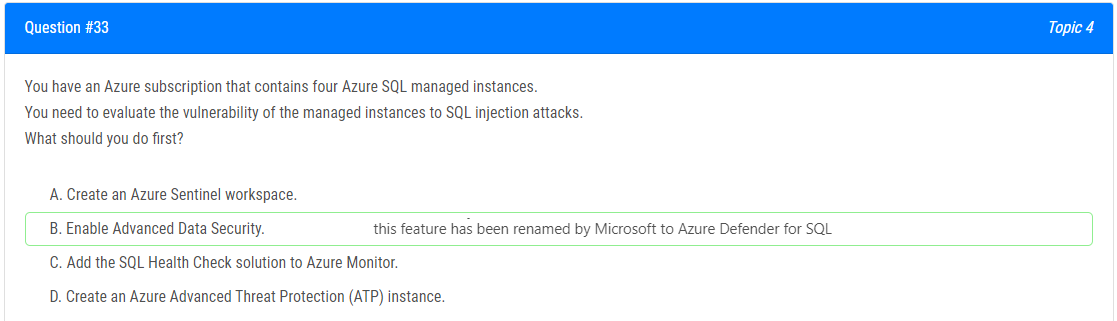 Question #33 Topic 4
You have an Azure subscription that contains four Azure SQL managed instances.
You need to evaluate the vulnerability of the managed instances to SQL injection attacks.
What should you do first?
A. Create an Azure Sentinel workspace.
B. Enable Advanced Data Security. this feature has been renamed by Microsoft to Azure Defender for SQL
C. Add the SQL Health Check solution to Azure Monitor.
D. Create an Azure Advanced Threat Protection (ATP) instance.